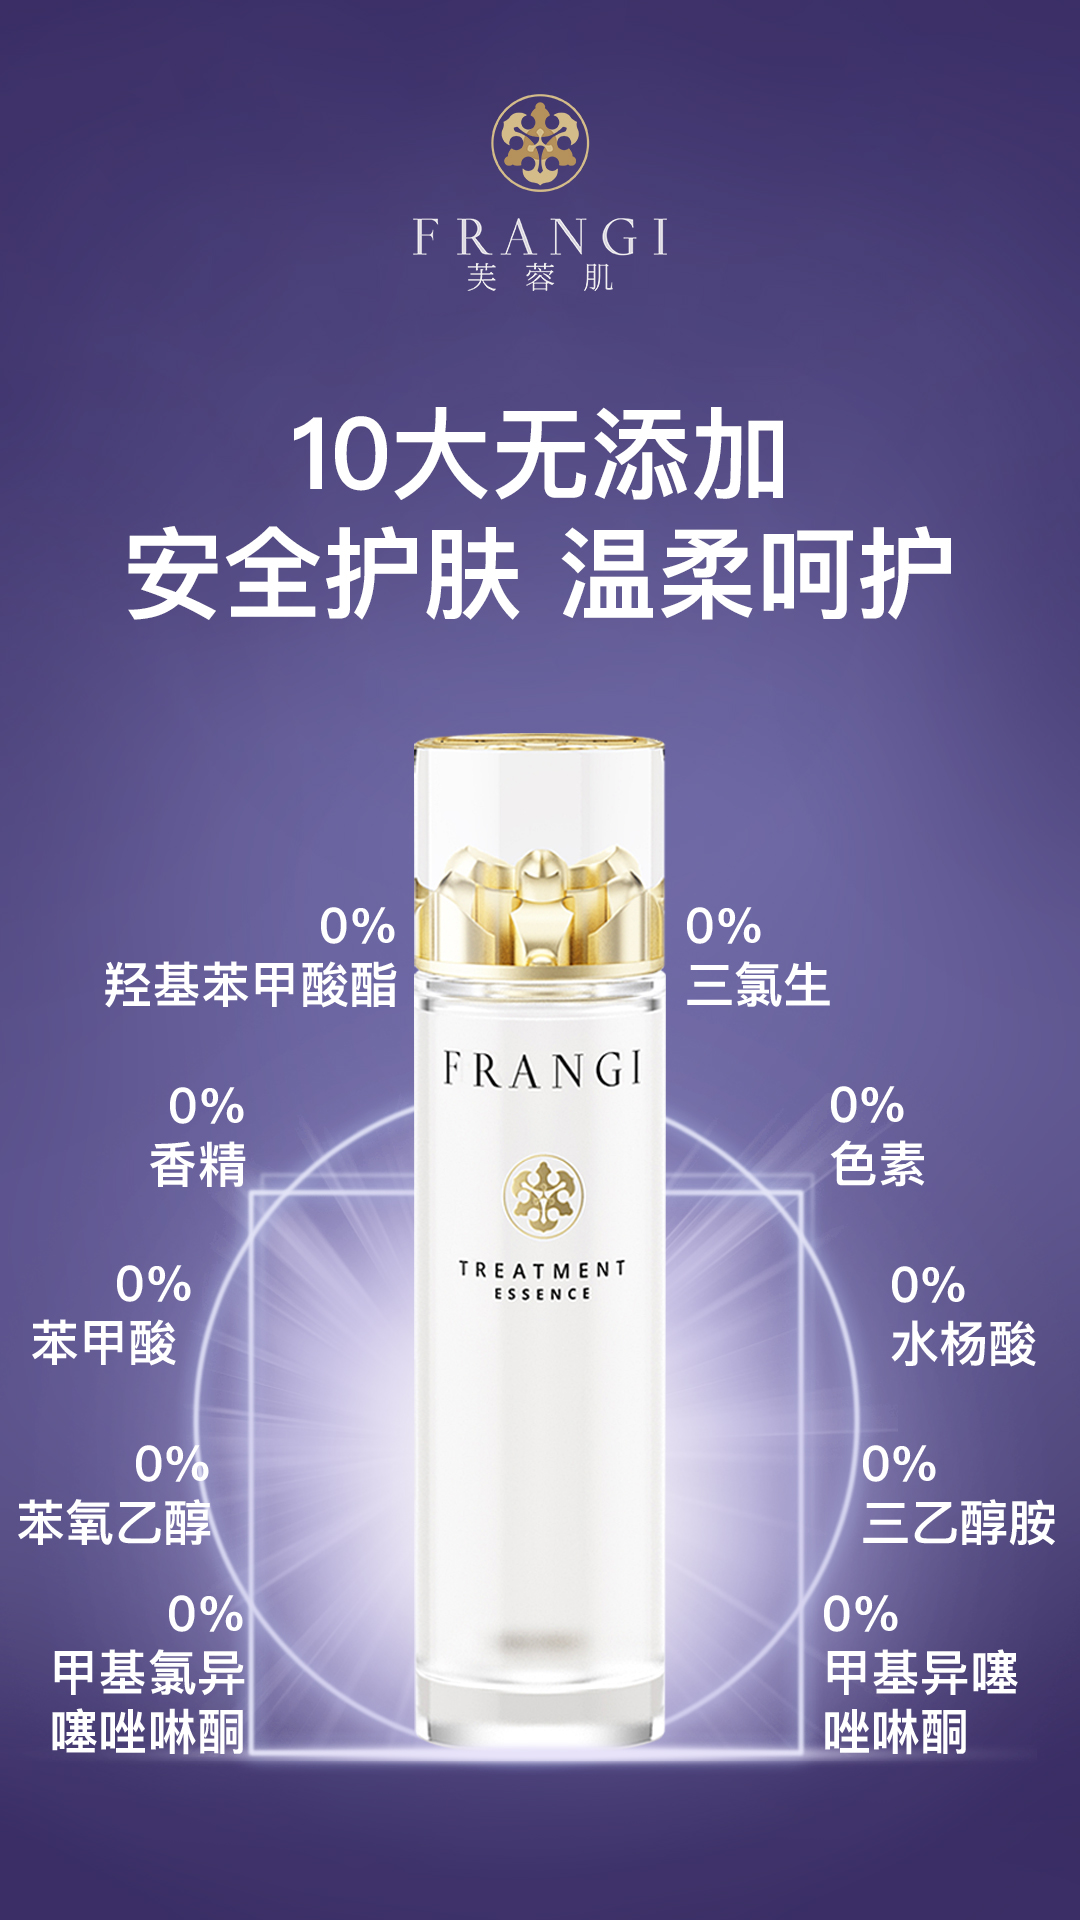 FRANGI
芙蓉肌
10大无添加
安全护肤 温柔呵护
0%
羟基苯甲酸酯
0%
三氯生
0%
香精
0%
色素
0%
苯甲酸
0%
水杨酸
0%
苯氧乙醇
0%
三乙醇胺
0%
甲基氯异
噻唑啉酮
0%
甲基异噻
唑啉酮
FRANGI
TREATMENT
ESSENCE